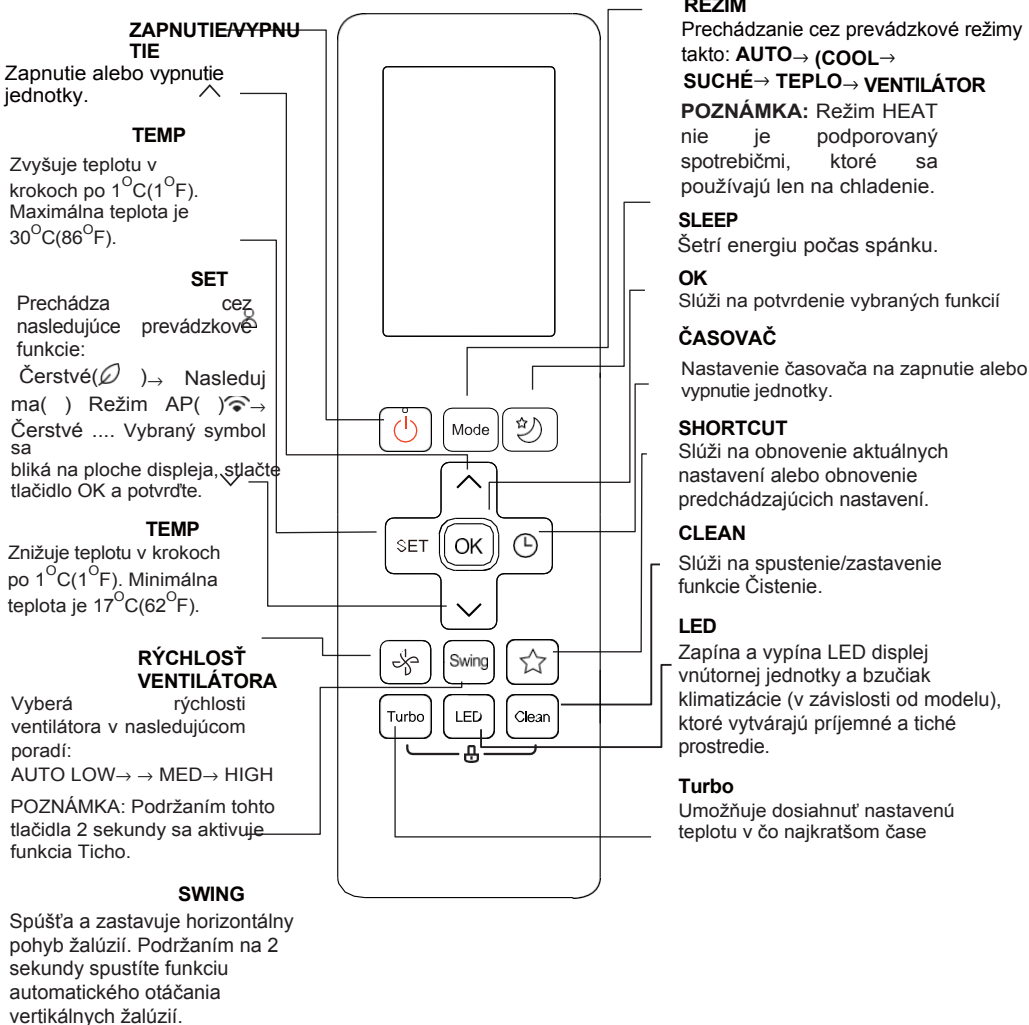 ZAPNUTIE/VYPNU
TIE
Zapnutie alebo vypnutie
jednotky.
TEMP
Zvyšuje teplotu v
krokoch po 1°C(1°F).
Maximálna teplota je
30°C(86°F).
SET
Prechádza cez
nasledujúce prevádzkové
funkcie:
Čerstvé( )→ Nasleduj
ma( ) Režim AP( )→
Čerstvé .... Vybraný symbol
sa
bliká na ploche displeja, stlačte
tlačidlo OK a potvrďte.
TEMP
Znižuje teplotu v krokoch
po 1°C(1°F). Minimálna
teplota je 17°C(62°F).
RÝCHLOSŤ
VENTILÁTORA
Vyberá rýchlosti
ventilátora v nasledujúcom
poradí:
AUTO LOW→ → MED→ HIGH
POZNÁMKA: Podržaním tohto
tlačidla 2 sekundy sa aktivuje
funkcia Ticho.
SWING
Spúšťa a zastavuje horizontálny
pohyb žalúzií. Podržaním na 2
sekundy spustíte funkciu
automatického otáčania
vertikálnych žalúzií.
Mode
SET
OK
Swing
Turbo
LED
Clean
REŽIM
Prechádzanie cez prevádzkové režimy
takto: AUTO→ (COOL→
SUCHÉ→ TEPLO→ VENTILÁTOR
POZNÁMKA: Režim HEAT
nie je podporovaný
spotrebičmi, ktoré sa
používajú len na chladenie.
SLEEP
Šetrí energiu počas spánku.
OK
Slúži na potvrdenie vybraných funkcií
ČASOVAČ
Nastavenie časovača na zapnutie alebo
vypnutie jednotky.
SHORTCUT
Slúži na obnovenie aktuálnych
nastavení alebo obnovenie
predchádzajúcich nastavení.
CLEAN
Slúži na spustenie/zastavenie
funkcie Čistenie.
LED
Zapína a vypína LED displej
vnútornej jednotky a bzučiak
klimatizácie (v závislosti od modelu),
ktoré vytvárajú príjemné a tiché
prostredie.
Turbo
Umožňuje dosiahnuť nastavenú
teplotu v čo najkratšom čase